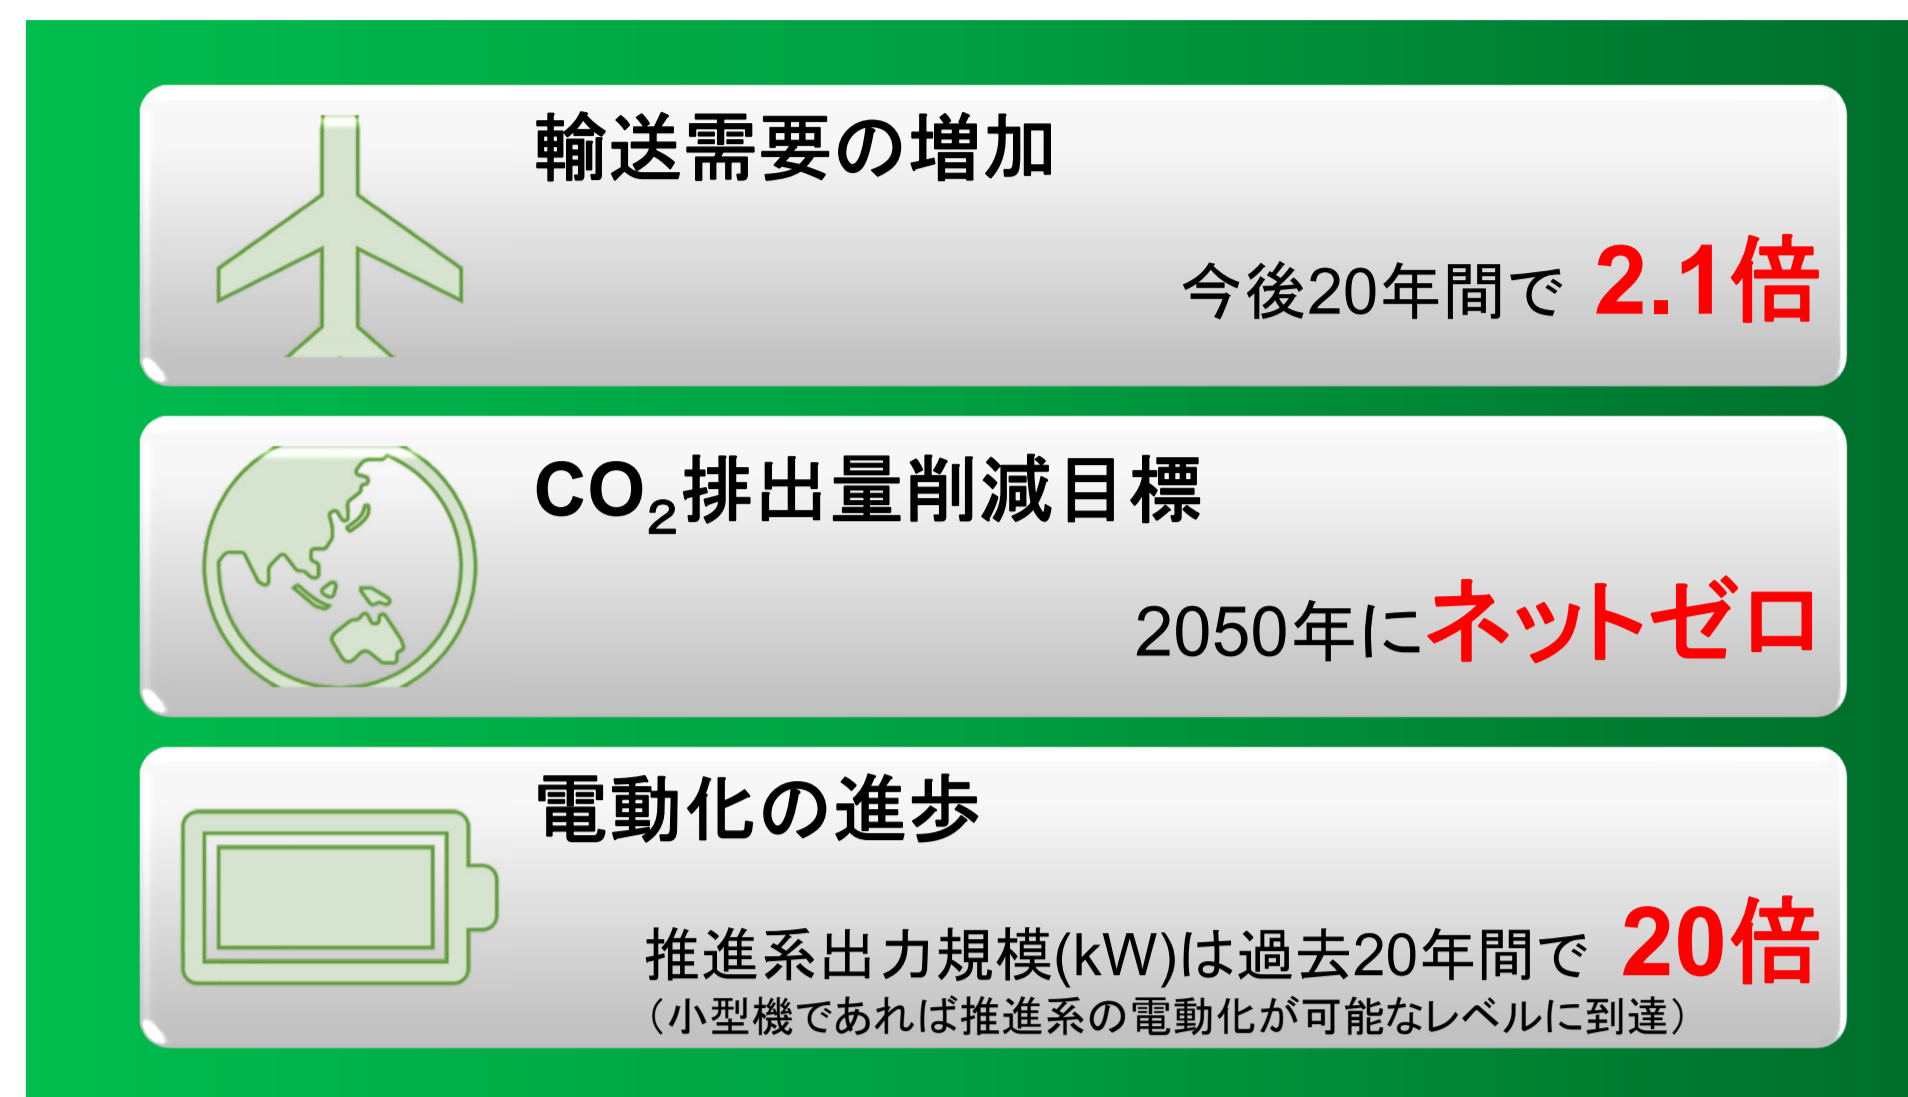 輸送需要の増加
今後20年間で 2.1倍
CO₂排出量削減目標
2050年にネットゼロ
電動化の進歩
推進系出力規模(kW)は過去20年間で 20倍
（小型機であれば推進系の電動化が可能なレベルに到達）